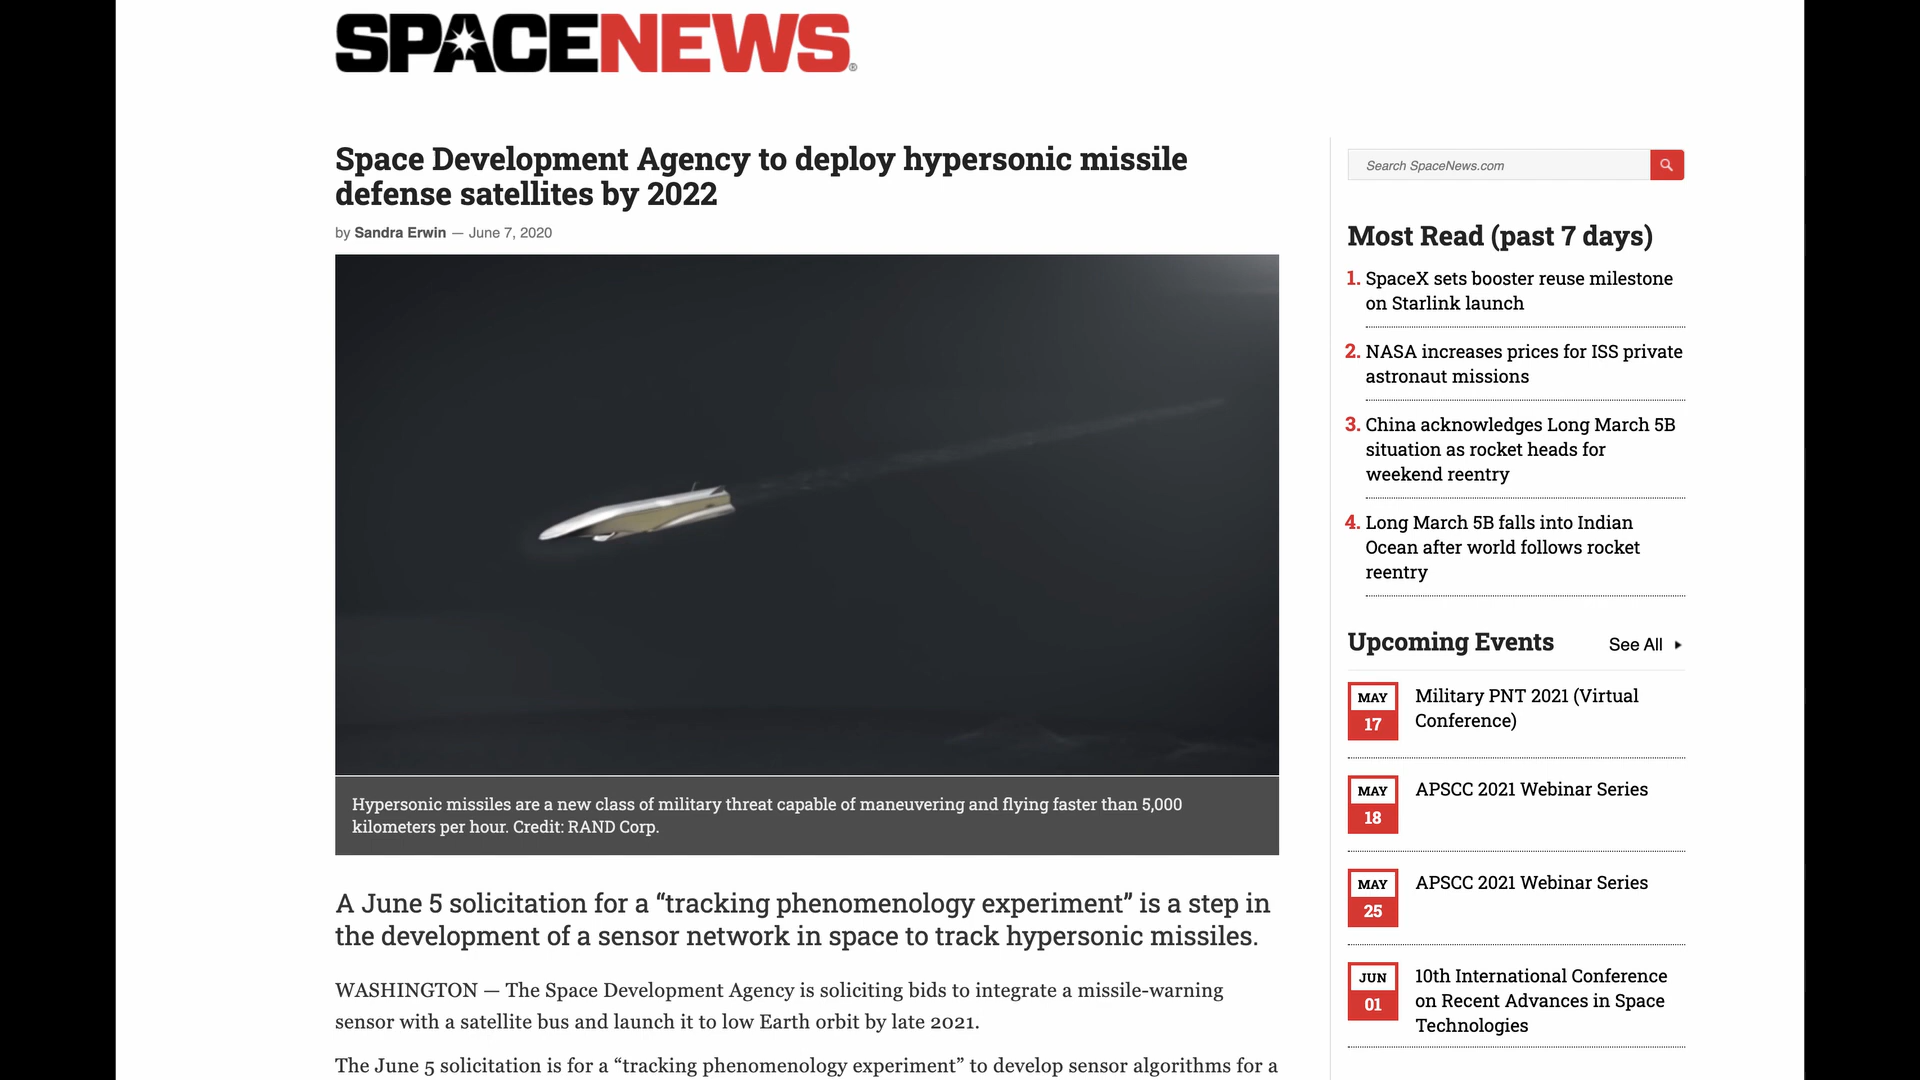 SPACENEWS®
Space Development Agency to deploy hypersonic missile
defense satellites by 2022
by Sandra Erwin — June 7, 2020
Hypersonic missiles are a new class of military threat capable of maneuvering and flying faster than 5,000
kilometers per hour. Credit: RAND Corp.
A June 5 solicitation for a “tracking phenomenology experiment” is a step in
the development of a sensor network in space to track hypersonic missiles.
WASHINGTON — The Space Development Agency is soliciting bids to integrate a missile-warning
sensor with a satellite bus and launch it to low Earth orbit by late 2021.
The June 5 solicitation is for a “tracking phenomenology experiment” to develop sensor algorithms for a
Search SpaceNews.com
Most Read (past 7 days)
1. SpaceX sets booster reuse milestone
on Starlink launch
2. NASA increases prices for ISS private
astronaut missions
3. China acknowledges Long March 5B
situation as rocket heads for
weekend reentry
4. Long March 5B falls into Indian
Ocean after world follows rocket
reentry
Upcoming Events See All
MAY
17
Military PNT 2021 (Virtual
Conference)
MAY
18
APSCC 2021 Webinar Series
MAY
25
APSCC 2021 Webinar Series
JUN
01
10th International Conference
on Recent Advances in Space
Technologies